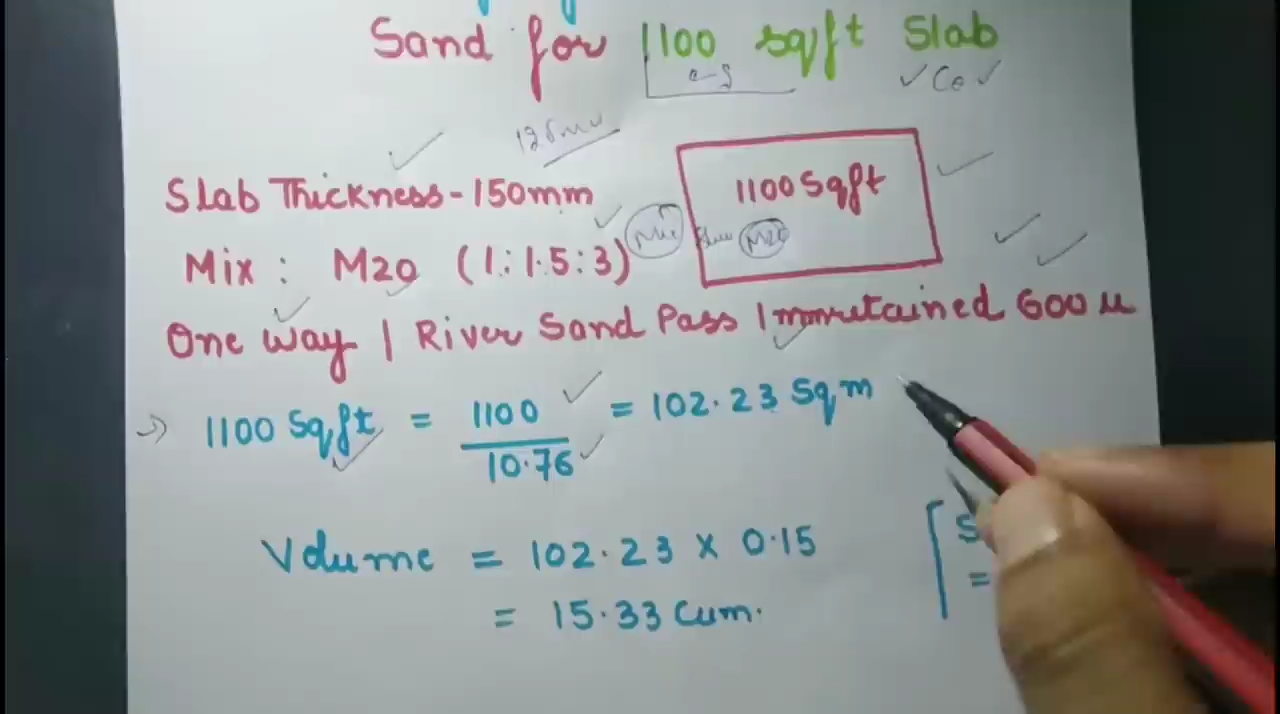 Sand for 1100 sqft Slab
125mm
Slab Thickness - 150mm
1100 Sqft
Mix : M20 (1:1.5:3)
M20
One way | River Sand Pass 1mm retained 600 u
1100 Sqft = 1100 / 10.76 = 102.23 Sqm
Volume = 102.23 x 0.15
= 15.33 Cum.
=